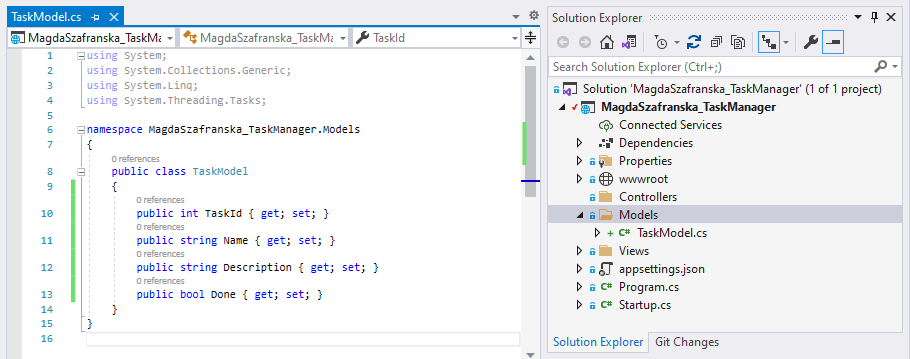 TaskModel.cs
MagdaSzafranska_TaskMa
MagdaSzafranska_TaskMa
TaskId
1 using System;
2 using System.Collections.Generic;
3 using System.Linq;
4 using System.Threading.Tasks;
5
6 namespace MagdaSzafranska_TaskManager.Models
7 {
0 references
8 public class TaskModel
9 {
0 references
10 public int TaskId { get; set; }
0 references
11 public string Name { get; set; }
0 references
12 public string Description { get; set; }
0 references
13 public bool Done { get; set; }
14 }
15 }
16
Solution Explorer
Search Solution Explorer (Ctrl+;)
Solution 'MagdaSzafranska_TaskManager' (1 of 1 project)
MagdaSzafranska_TaskManager
Connected Services
Dependencies
Properties
wwwroot
Controllers
Models
C# TaskModel.cs
Views
appsettings.json
C# Program.cs
C# Startup.cs
Solution Explorer Git Changes